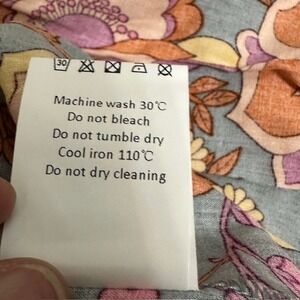 30
Machine wash 30℃
Do not bleach
Do not tumble dry
Cool iron 110℃
Do not dry cleaning